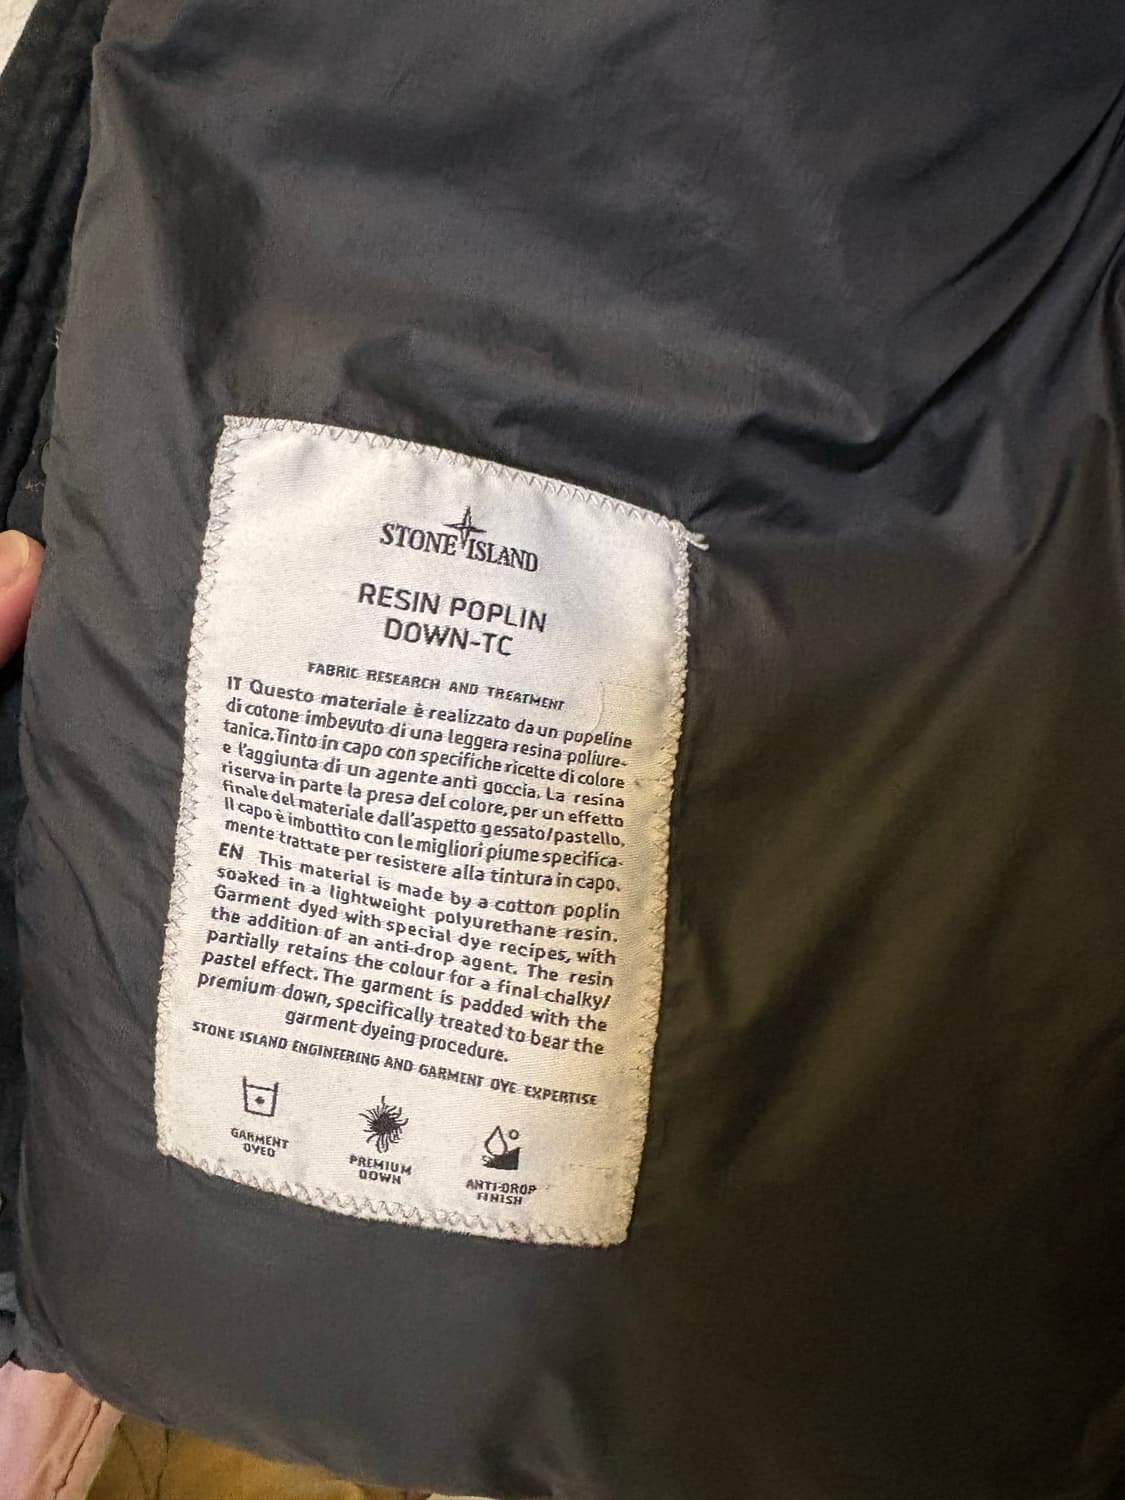 STONE ISLAND
RESIN POPLIN
DOWN-TC
FABRIC RESEARCH AND TREATMENT
IT Questo materiale è realizzato da un popeline
di cotone imbevuto di una leggera resina poliure-
tanica. Tinto in capo con specifiche ricette di colore
e l'aggiunta di un agente anti goccia. La resina
riserva in parte la presa del colore, per un effetto
finale del materiale dall'aspetto gessato/pastello.
Il capo è imbottito con le migliori piume specifica-
mente trattate per resistere alla tintura in capo.
EN This material is made by a cotton poplin
soaked in a lightweight polyurethane resin.
Garment dyed with special dye recipes, with
the addition of an anti-drop agent. The resin
partially retains the colour for a final chalky/
pastel effect. The garment is padded with the
premium down, specifically treated to bear the
garment dyeing procedure.
STONE ISLAND ENGINEERING AND GARMENT DYE EXPERTISE
GARMENT
DYED
PREMIUM
DOWN
ANTI-DROP
FINISH